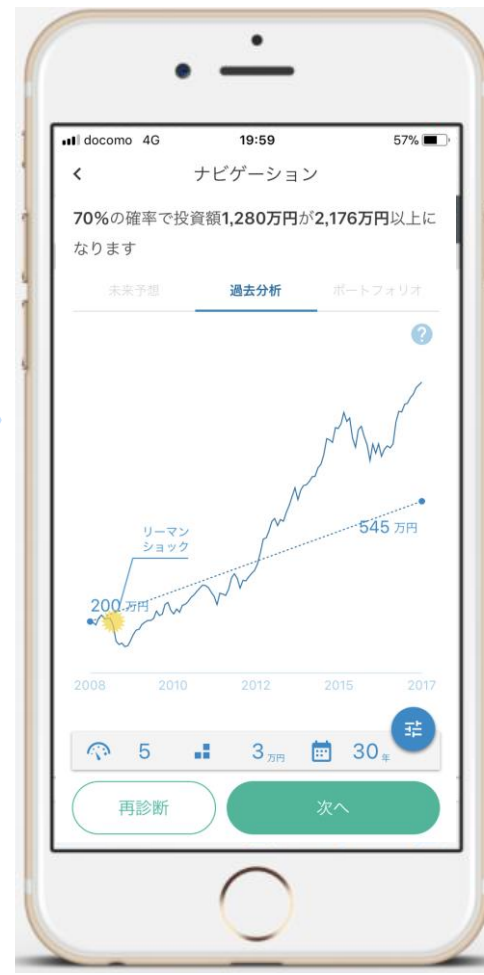 docomo 4G 19:59 57%
ナビゲーション
70%の確率で投資額1,280万円が2,176万円以上に
なります
未来予想 過去分析 ポートフォリオ
?
545 万円
リーマン
ショック
200 万円
2008 2010 2012 2015 2017
5 3 万円 30 年
再診断 次へ